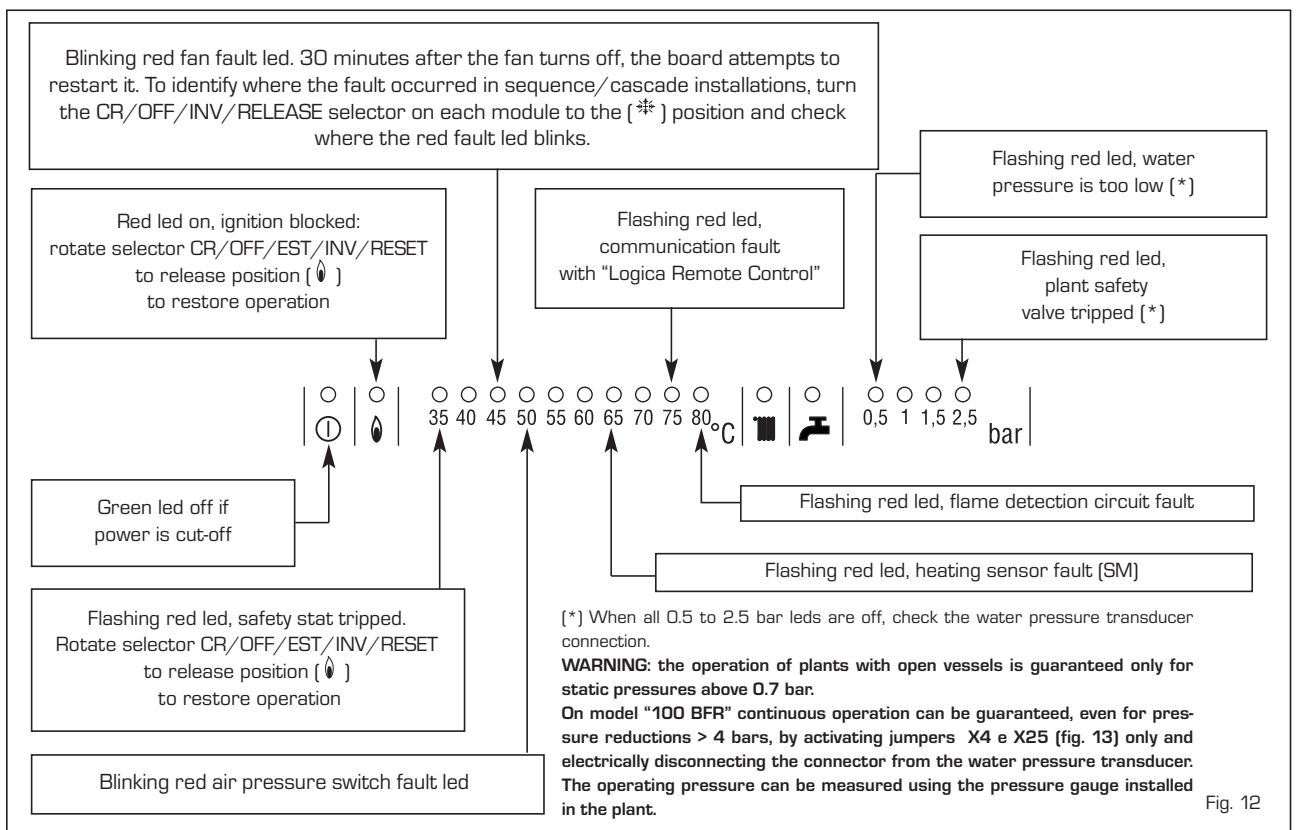 Blinking red fan fault led. 30 minutes after the fan turns off, the board attempts to
restart it. To identify where the fault occurred in sequence/cascade installations, turn
the CR/OFF/INV/RELEASE selector on each module to the ( ) position and check
where the red fault led blinks.
Flashing red led, water
pressure is too low (*)
Red led on, ignition blocked:
rotate selector CR/OFF/EST/INV/RESET
to release position ( )
to restore operation
Flashing red led,
communication fault
with “Logica Remote Control”
Flashing red led,
plant safety
valve tripped (*)
35 40 45 50 55 60 65 70 75 80 °C 0,5 1 1,5 2,5 bar
Green led off if
power is cut-off
Flashing red led, flame detection circuit fault
Flashing red led, heating sensor fault (SM)
Flashing red led, safety stat tripped.
Rotate selector CR/OFF/EST/INV/RESET
to release position ( )
to restore operation
Blinking red air pressure switch fault led
(*) When all 0.5 to 2.5 bar leds are off, check the water pressure transducer
connection.
WARNING: the operation of plants with open vessels is guaranteed only for
static pressures above 0.7 bar.
On model “100 BFR” continuous operation can be guaranteed, even for pres-
sure reductions > 4 bars, by activating jumpers X4 e X25 (fig. 13) only and
electrically disconnecting the connector from the water pressure transducer.
The operating pressure can be measured using the pressure gauge installed
in the plant.
Fig. 12